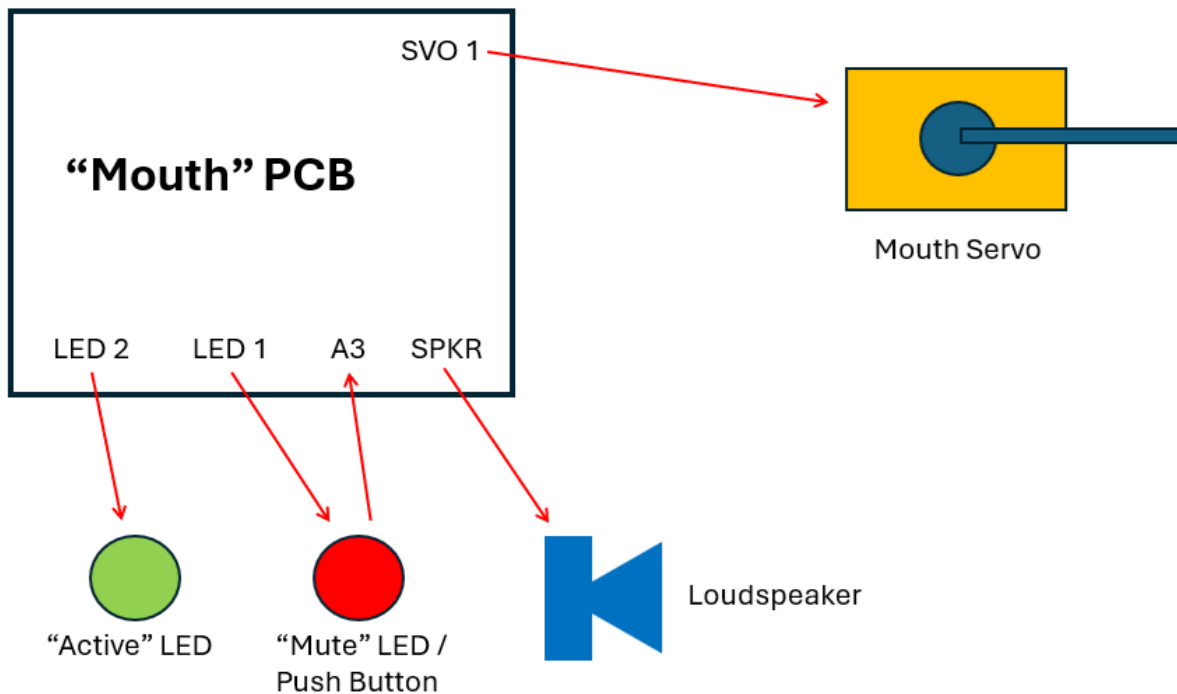 SVO 1
“Mouth” PCB
Mouth Servo
LED 2
LED 1
A3
SPKR
Loudspeaker
“Active” LED
“Mute” LED /
Push Button